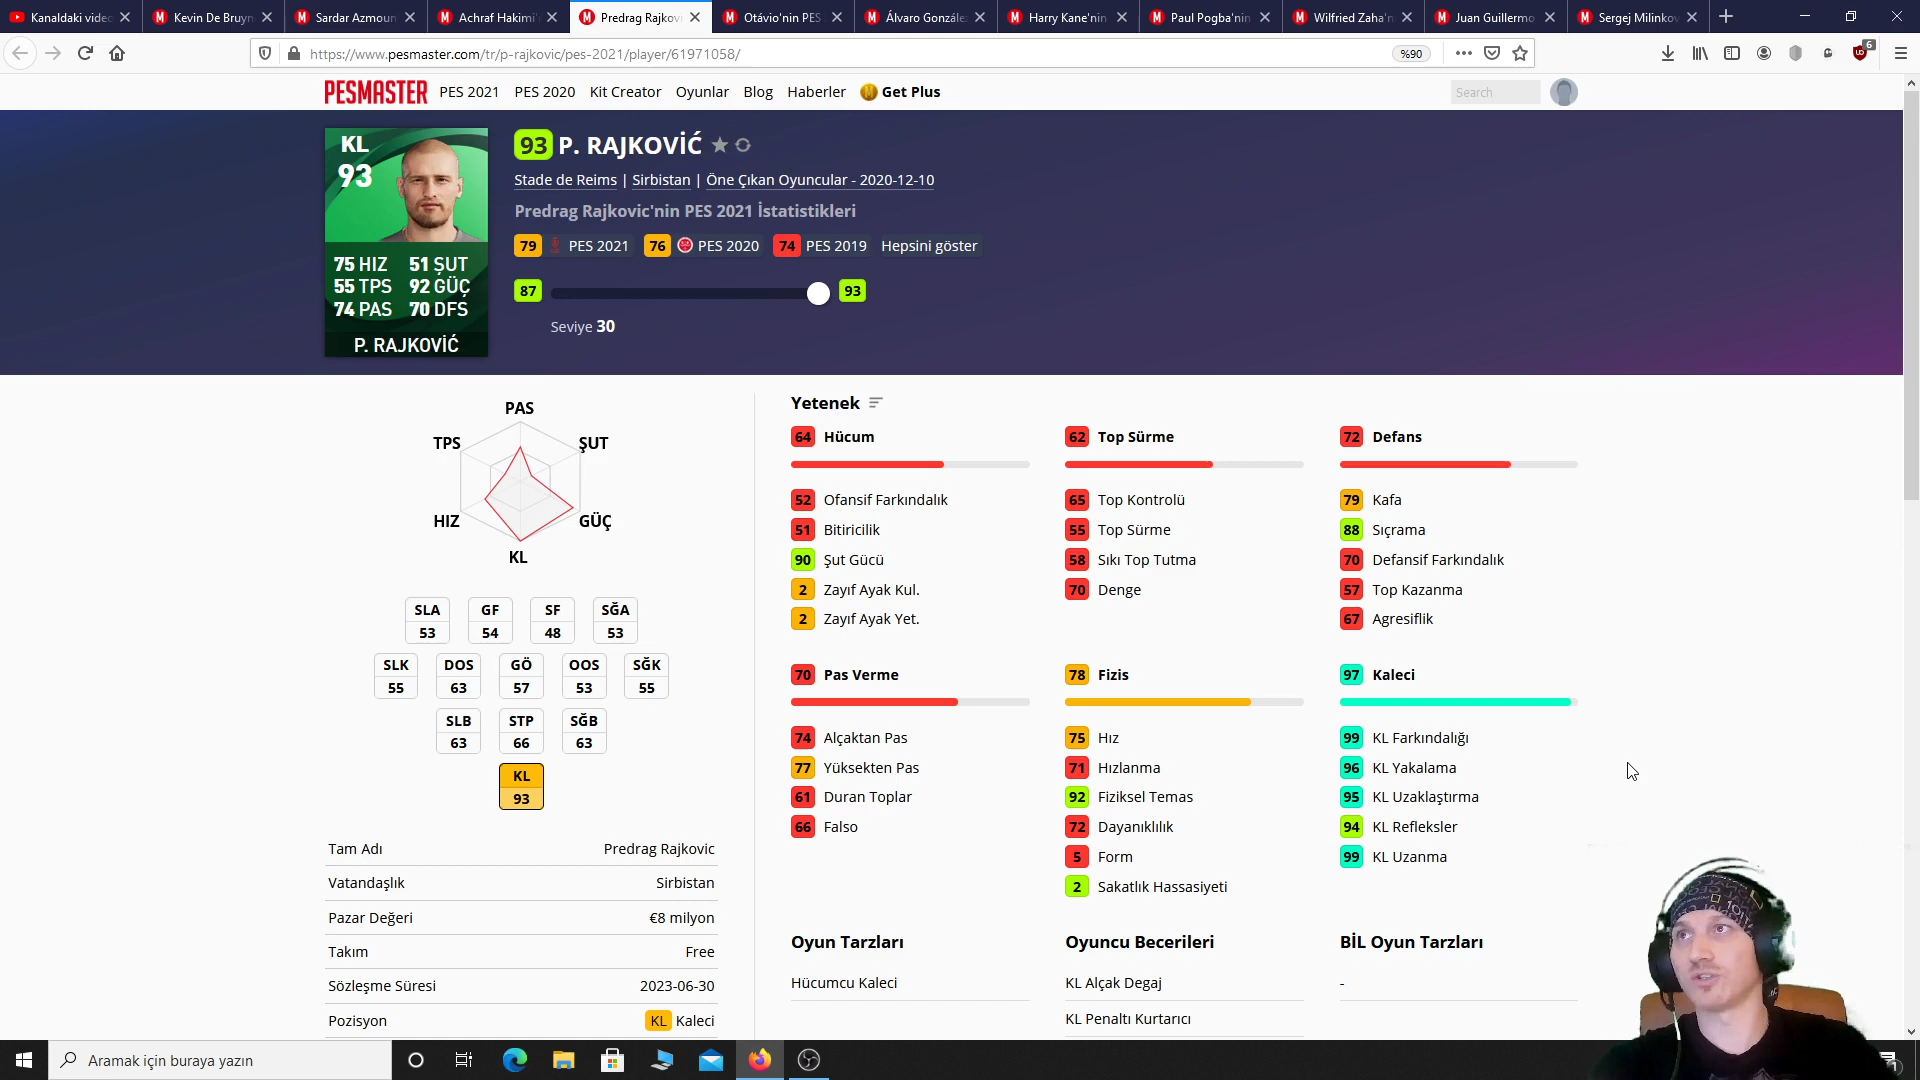 Kanaldaki video
Kevin De Bruyn
Sardar Azmoun
Achraf Hakimi'
Predrag Rajkovi
Otávio'nin PES
Álvaro Gonzále
Harry Kane'nin
Paul Pogba'nin
Wilfried Zaha'n
Juan Guillermo
Sergej Milinkov
https://www.pesmaster.com/tr/p-rajkovic/pes-2021/player/61971058/
%90
6
PESMASTER PES 2021 PES 2020 Kit Creator Oyunlar Blog Haberler Get Plus
Search
KL
93
75 HIZ 51 ŞUT
55 TPS 92 GÜÇ
74 PAS 70 DFS
P. RAJKOVİĆ
93 P. RAJKOVİĆ
Stade de Reims | Sirbistan | Öne Çıkan Oyuncular - 2020-12-10
Predrag Rajkovic'nin PES 2021 İstatistikleri
79 PES 2021 76 PES 2020 74 PES 2019 Hepsini göster
87 93
Seviye 30
PAS
TPS ŞUT
HIZ GÜÇ
KL
SLA GF SF SĞA
53 54 48 53
SLK DOS GÖ OOS SĞK
55 63 57 53 55
SLB STP SĞB
63 66 63
KL
93
Tam Adı Predrag Rajkovic
Vatandaşlık Sirbistan
Pazar Değeri €8 milyon
Takım Free
Sözleşme Süresi 2023-06-30
Pozisyon KL Kaleci
Yetenek
64 Hücum
52 Ofansif Farkındalık
51 Bitiricilik
90 Şut Gücü
2 Zayıf Ayak Kul.
2 Zayıf Ayak Yet.
62 Top Sürme
65 Top Kontrolü
55 Top Sürme
58 Sıkı Top Tutma
70 Denge
72 Defans
79 Kafa
88 Sıçrama
70 Defansif Farkındalık
57 Top Kazanma
67 Agresiflik
70 Pas Verme
74 Alçaktan Pas
77 Yüksekten Pas
61 Duran Toplar
66 Falso
78 Fizis
75 Hız
71 Hızlanma
92 Fiziksel Temas
72 Dayanıklılık
5 Form
2 Sakatlık Hassasiyeti
97 Kaleci
99 KL Farkındalığı
96 KL Yakalama
95 KL Uzaklaştırma
94 KL Refleksler
99 KL Uzanma
Oyun Tarzları
Hücumcu Kaleci
Oyuncu Becerileri
KL Alçak Degaj
KL Penaltı Kurtarıcı
BİL Oyun Tarzları
-
Aramak için buraya yazın